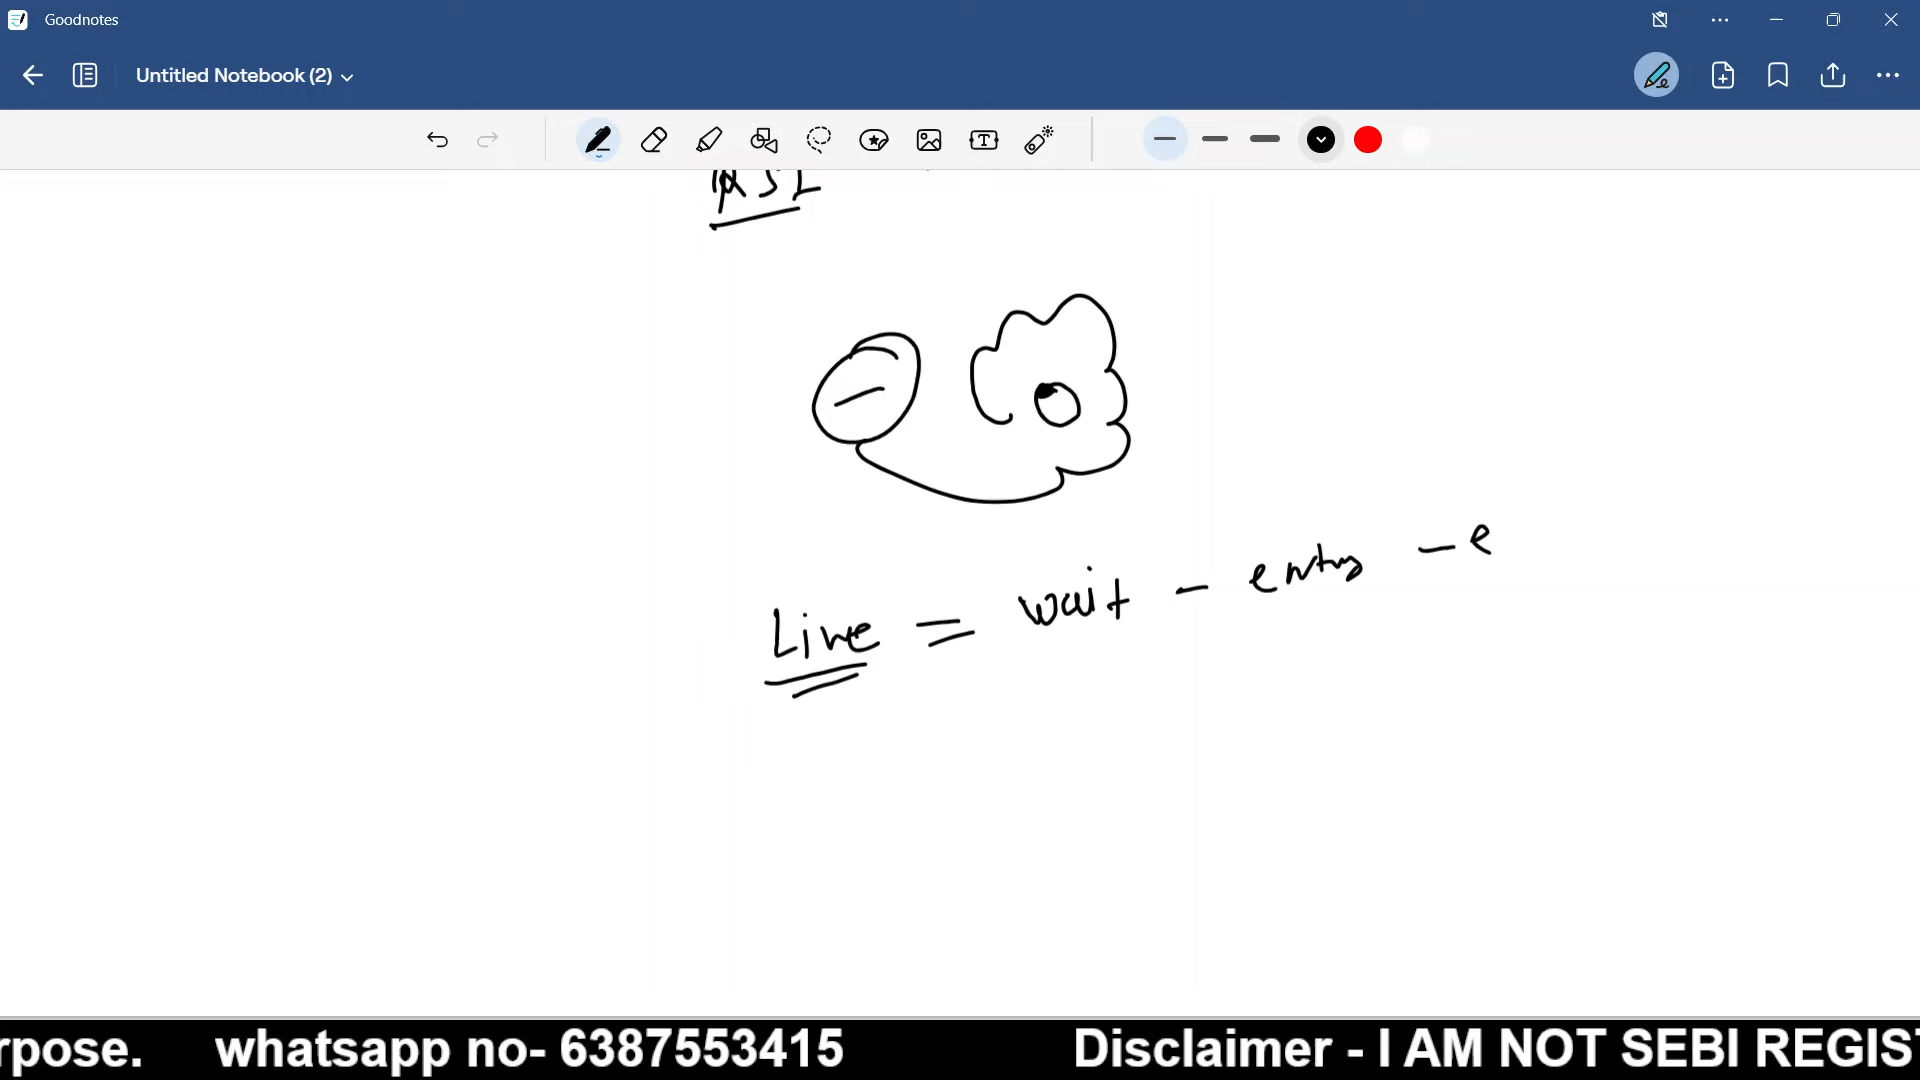 Goodnotes
Untitled Notebook (2)
T
Live = wait - entry - e
rpose. whatsapp no- 6387553415 Disclaimer - I AM NOT SEBI REGIS